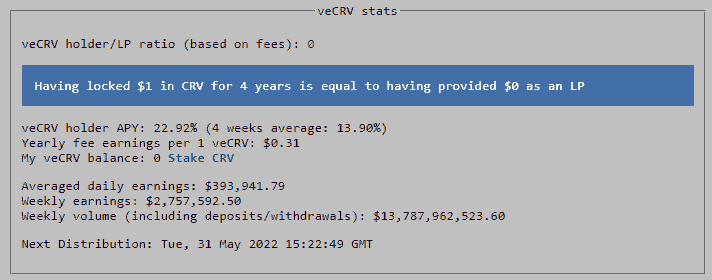 veCRV stats
veCRV holder/LP ratio (based on fees): 0
Having locked $1 in CRV for 4 years is equal to having provided $0 as an LP
veCRV holder APY: 22.92% (4 weeks average: 13.90%)
Yearly fee earnings per 1 veCRV: $0.31
My veCRV balance: 0 Stake CRV
Averaged daily earnings: $393,941.79
Weekly earnings: $2,757,592.50
Weekly volume (including deposits/withdrawals): $13,787,962,523.60
Next Distribution: Tue, 31 May 2022 15:22:49 GMT